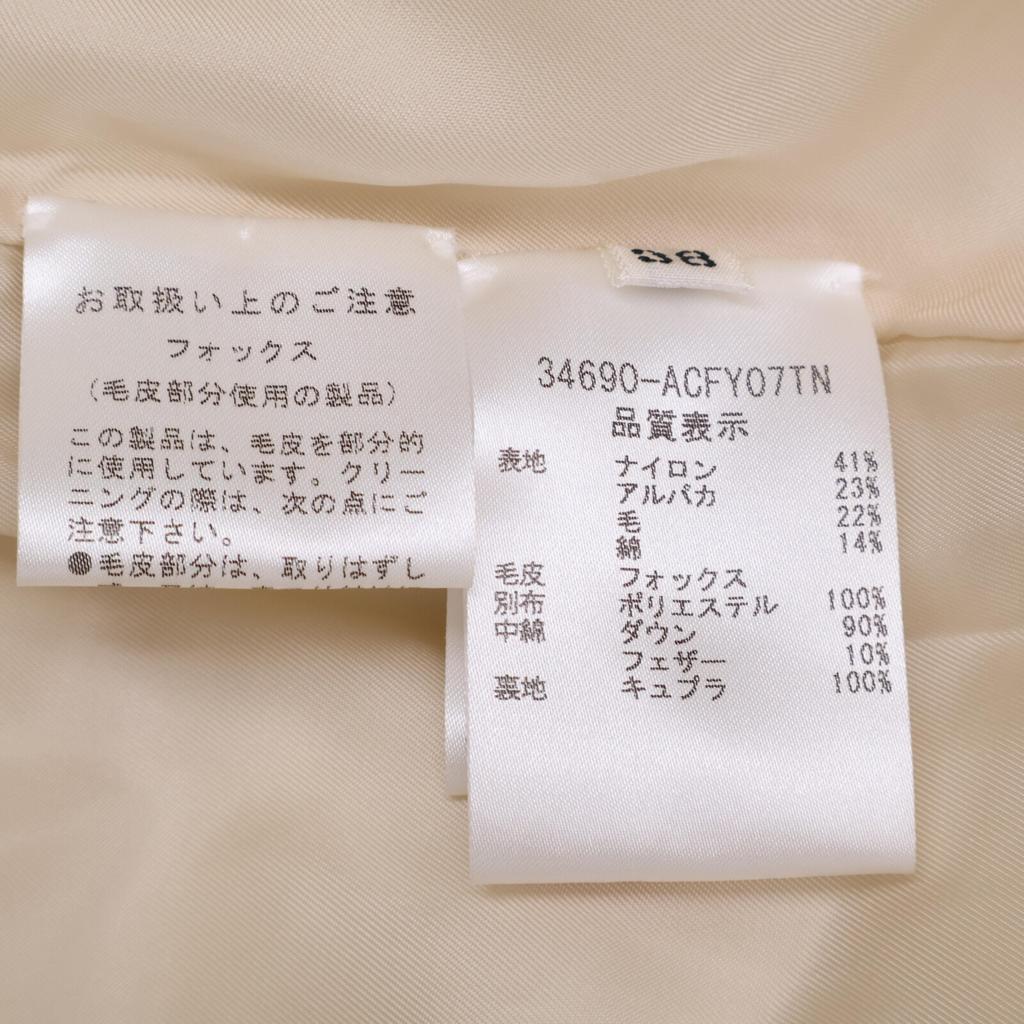 お取扱い上のご注意
フォックス
（毛皮部分使用の製品）
この製品は、毛皮を部分的
に使用しています。クリー
ニングの際は、次の点にご
注意下さい。
●毛皮部分は、取りはずし
34690-ACFY07TN
品質表示
表地 ナイロン 41%
アルパカ 23%
毛 22%
綿 14%
毛皮 フォックス
別布 ポリエステル 100%
中綿 ダウン 90%
フェザー 10%
裏地 キュプラ 100%